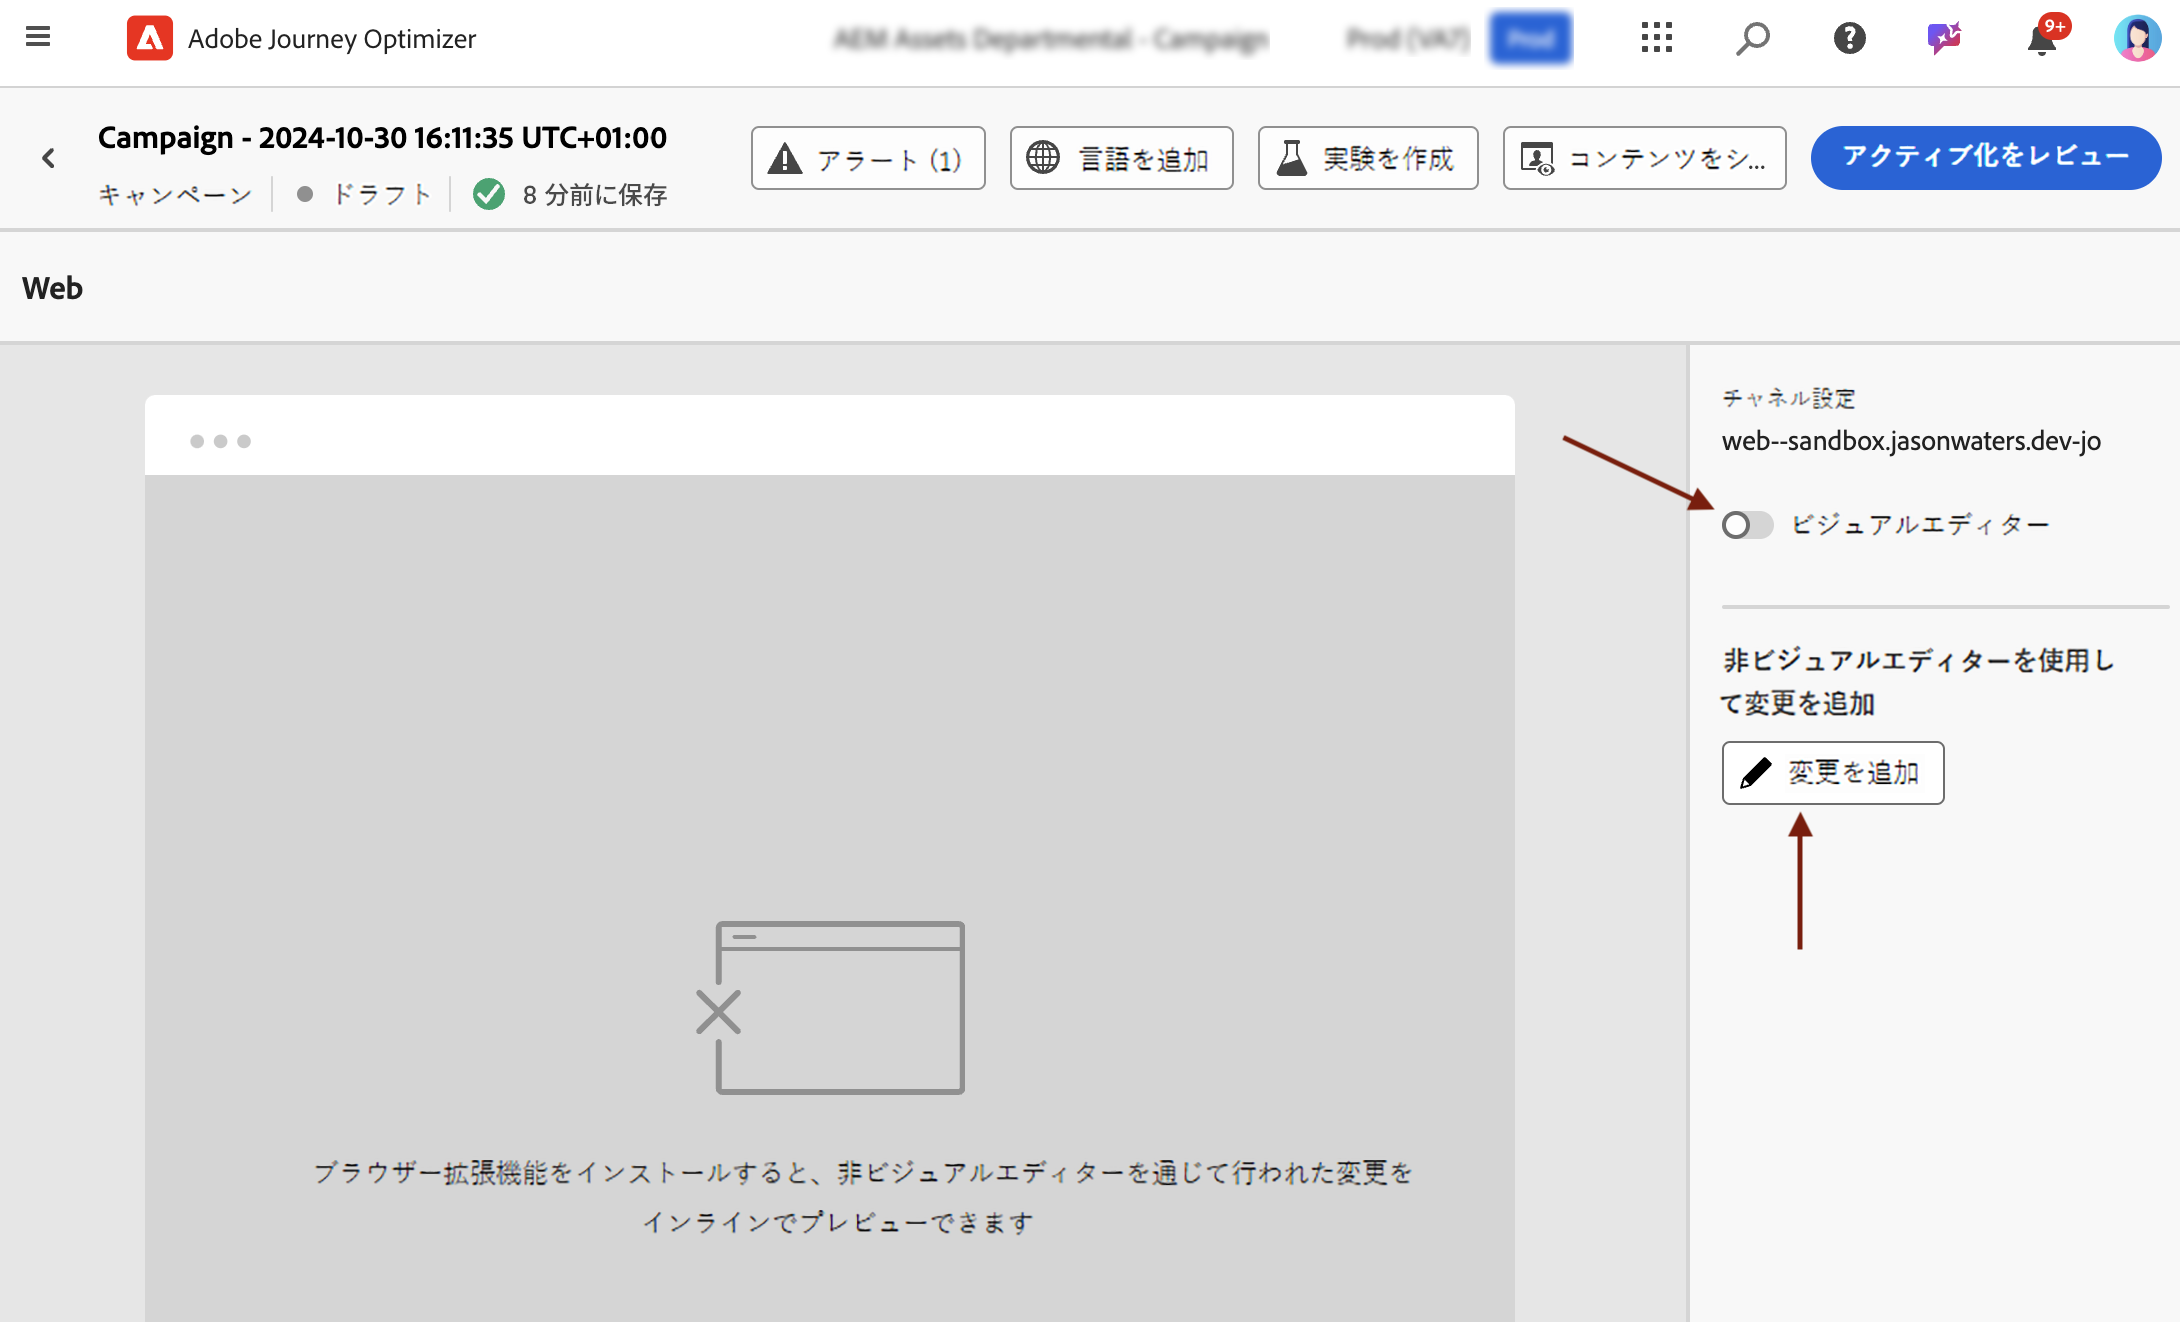 Adobe Journey Optimizer
AEM Assets Departmental - Campaign
Prod (VA7)
Prod
9+
Campaign - 2024-10-30 16:11:35 UTC+01:00
キャンペーン
ドラフト
8 分前に保存
アラート (1)
言語を追加
実験を作成
コンテンツをシ...
アクティブ化をレビュー
Web
チャネル設定
web--sandbox.jasonwaters.dev-jo
ビジュアルエディター
非ビジュアルエディターを使用し
て変更を追加
変更を追加
ブラウザー拡張機能をインストールすると、非ビジュアルエディターを通じて行われた変更を
インラインでプレビューできます